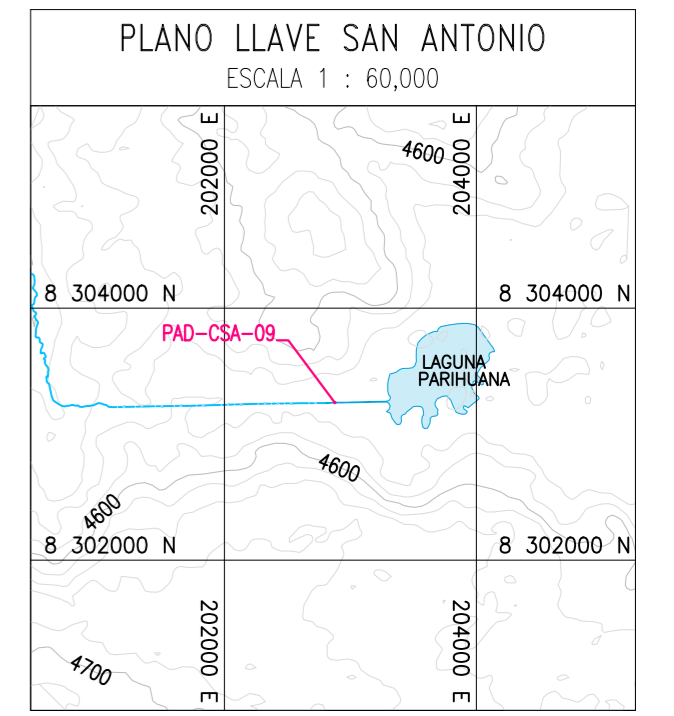 PLANO LLAVE SAN ANTONIO
ESCALA 1 : 60,000
202000 E
204000 E
4600
8 304000 N
8 304000 N
PAD-CSA-09
LAGUNA
PARIHUANA
4600
4600
8 302000 N
8 302000 N
202000 E
204000 E
4700